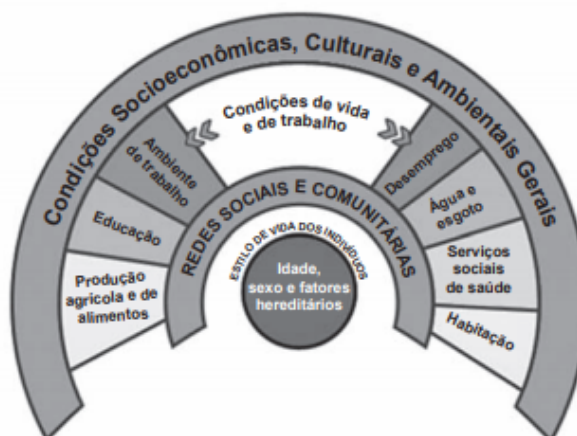 Condições Socioeconômicas, Culturais e Ambientais Gerais
Condições de vida
e de trabalho
Ambiente
de trabalho
Educação
Produção
agrícola e de
alimentos
Desemprego
Água e
esgoto
Serviços
sociais
de saúde
Habitação
REDES SOCIAIS E COMUNITÁRIAS
ESTILO DE VIDA DOS INDIVÍDUOS
Idade,
sexo e fatores
hereditários